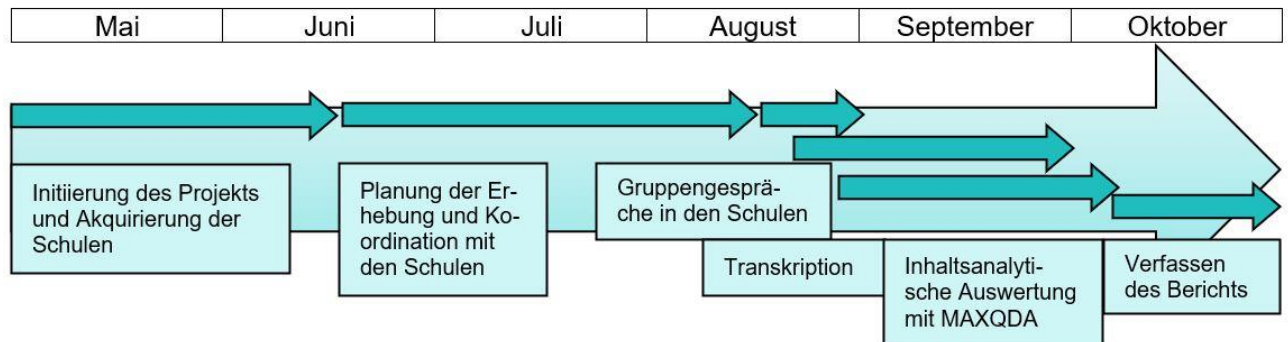 Mai Juni Juli August September Oktober
Initiierung des Projekts
und Akquirierung der
Schulen
Planung der Er-
hebung und Ko-
ordination mit
den Schulen
Gruppengesprä-
che in den Schulen
Transkription
Inhaltsanalyti-
sche Auswertung
mit MAXQDA
Verfassen
des Berichts